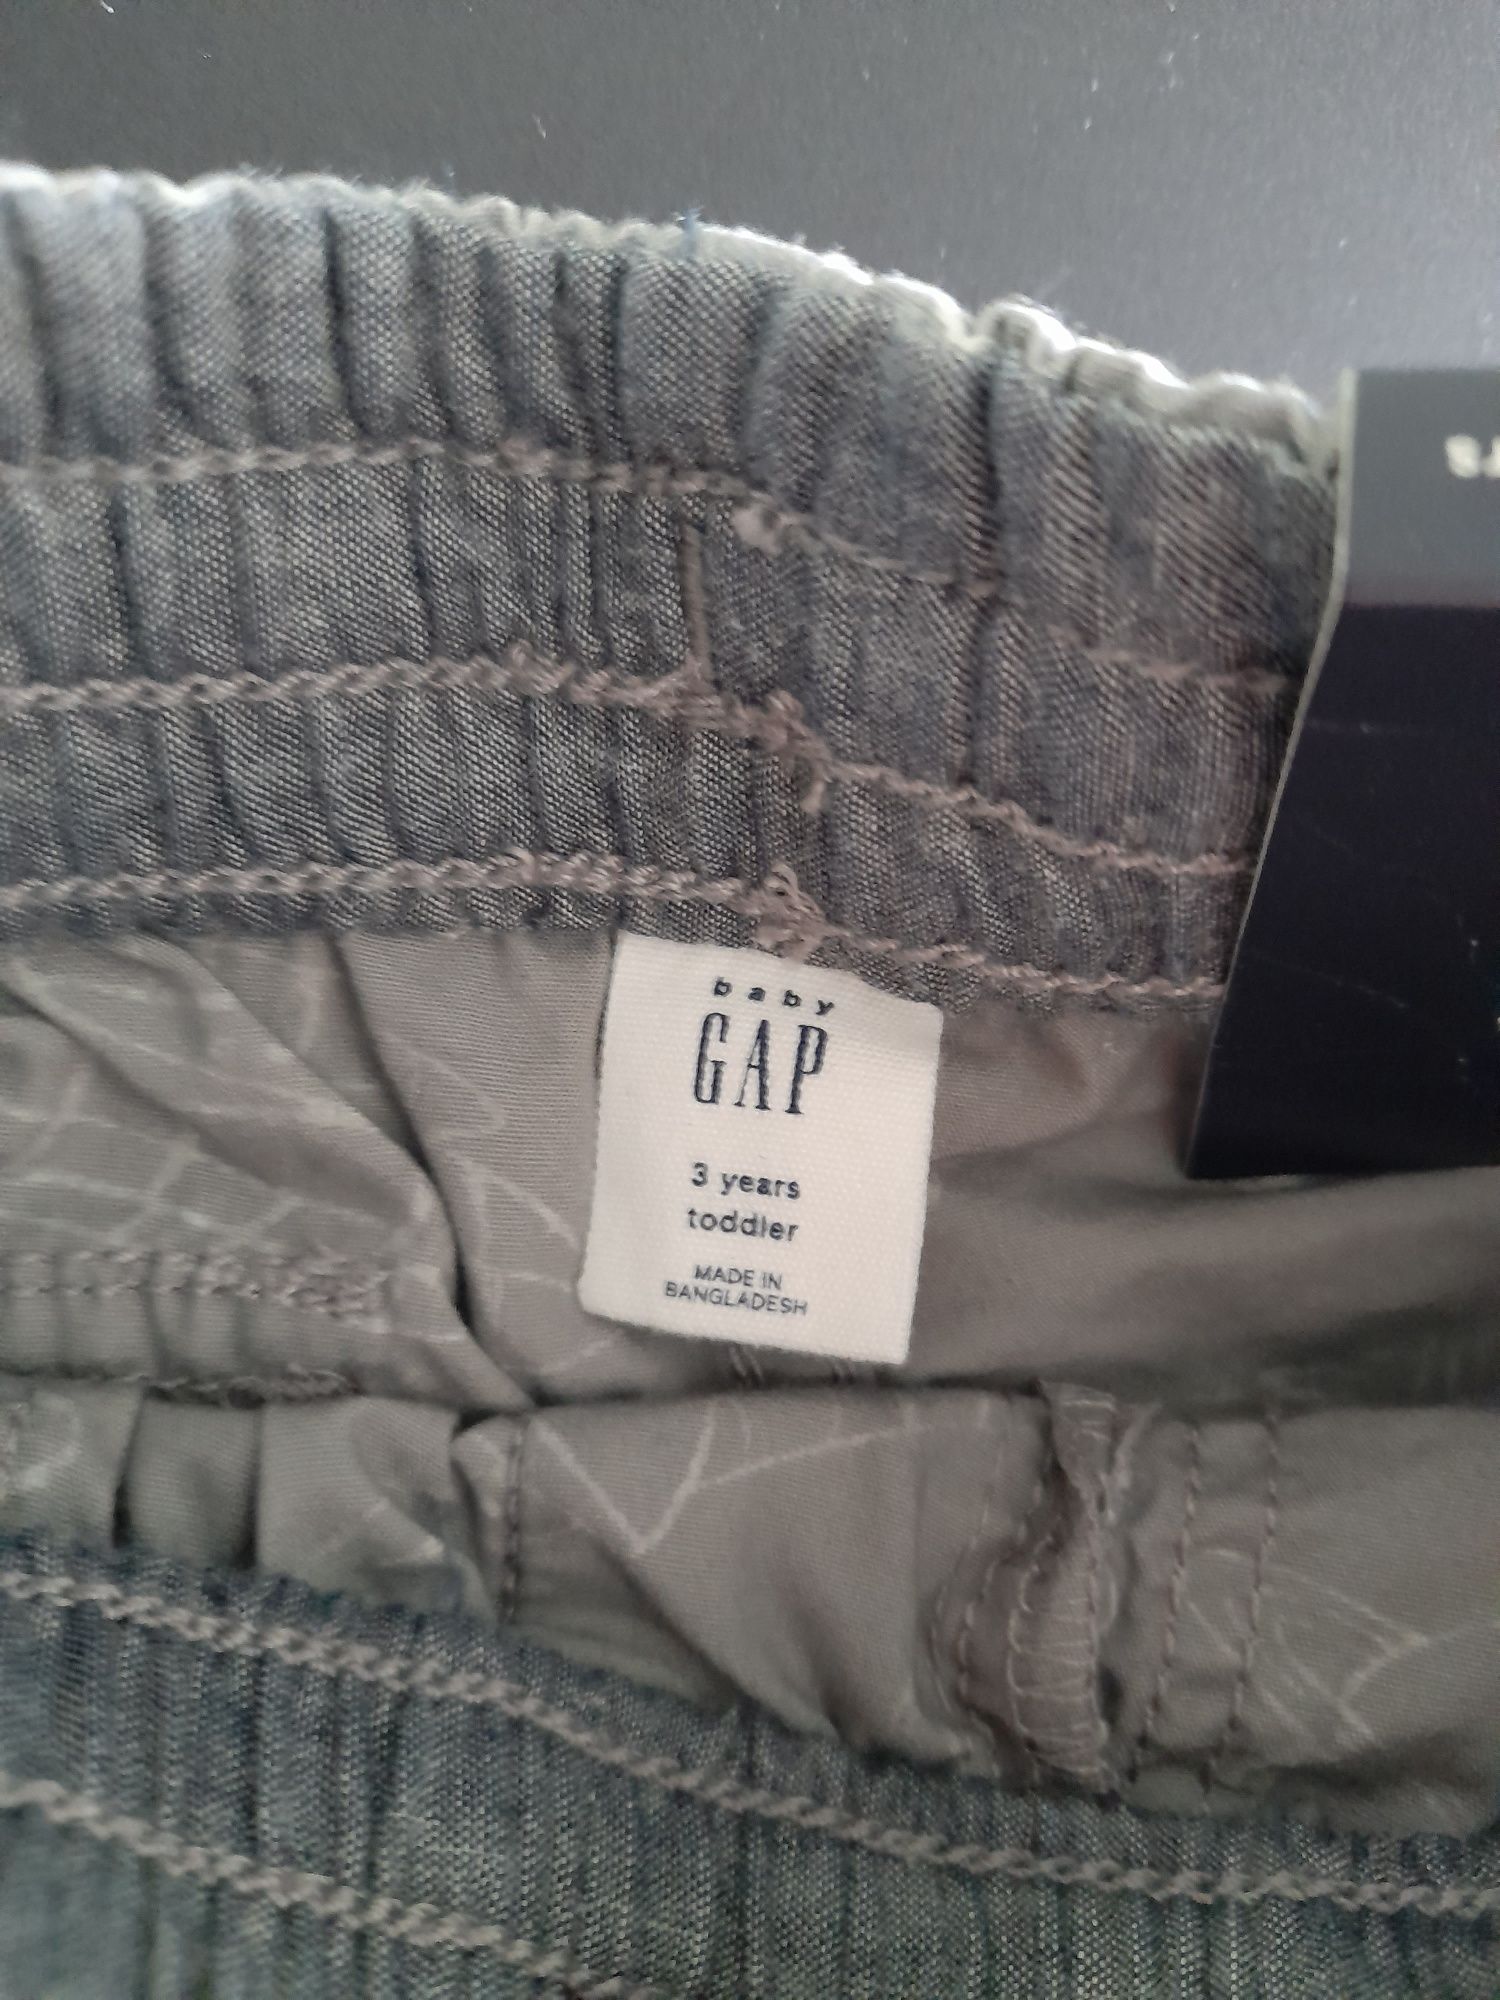 baby
GAP
3 years
toddler
MADE IN
BANGLADESH